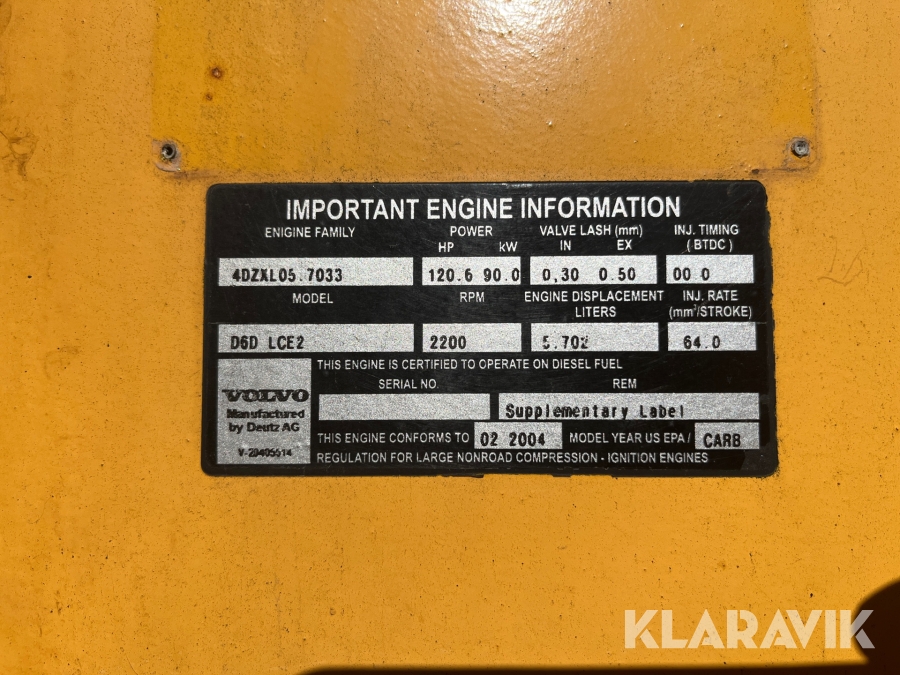 IMPORTANT ENGINE INFORMATION
ENIGINE FAMILY POWER VALVE LASH (mm) INJ. TIMING
HP kW IN EX (BTDC)
4DZXL05.7033 120.6 90.0 0,30 0.50 00 0
MODEL RPM ENGINE DISPLACEMENT INJ. RATE
LITERS (mm³/STROKE)
D6D LCE2 2200 5.702 64.0
THIS ENGINE IS CERTIFIED TO OPERATE ON DIESEL FUEL
SERIAL NO. REM
VOLVO
Manufactured
by Deutz AG
V-20405514
Supplementary Label
THIS ENGINE CONFORMS TO 02 2004 MODEL YEAR US EPA / CARB
REGULATION FOR LARGE NONROAD COMPRESSION - IGNITION ENGINES
KLARAVIK